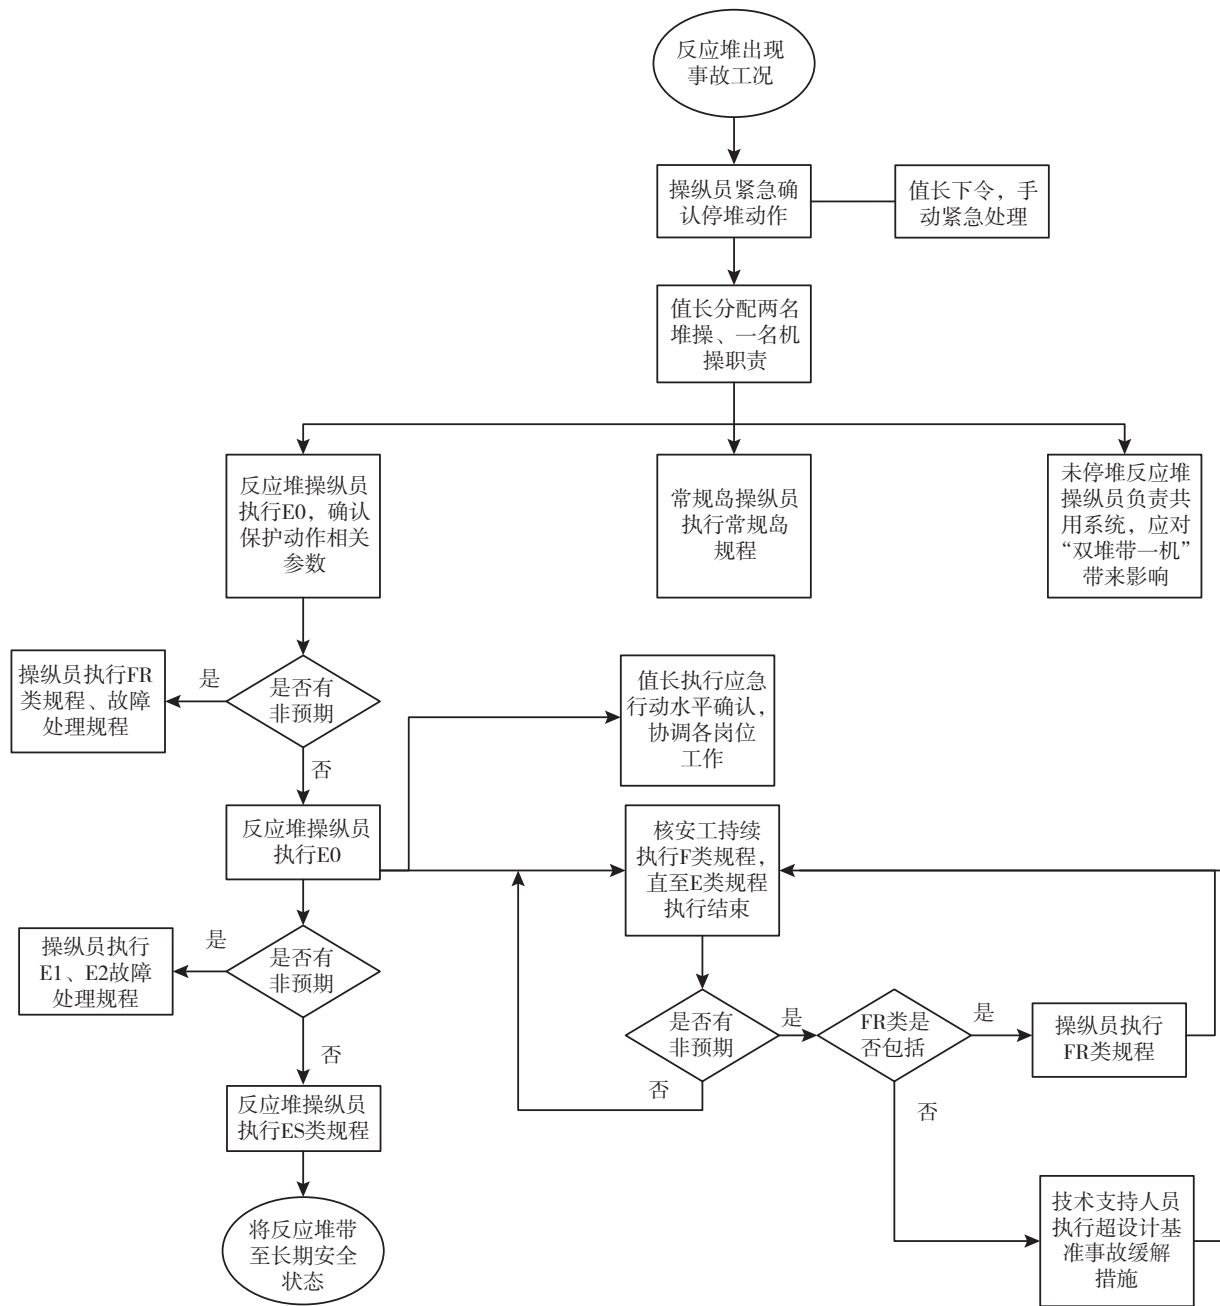 反应堆出现
事故工况
操纵员紧急确
认停堆动作
值长下令，手
动紧急处理
值长分配两名
堆操、一名机
操职责
反应堆操纵员
执行E0，确认
保护动作相关
参数
常规岛操纵员
执行常规岛
规程
未停堆反应堆
操纵员负责共
用系统，应对
“双堆带一机”
带来影响
操纵员执行FR
类规程、故障
处理规程
是
是否有
非预期
否
值长执行应急
行动水平确认，
协调各岗位
工作
反应堆操纵员
执行E0
核安工持续
执行F类规程，
直至E类规程
执行结束
操纵员执行
E1、E2故障
处理规程
是
是否有
非预期
否
是否有
非预期
是
否
FR类是
否包括
是
否
操纵员执行
FR类规程
反应堆操纵员
执行ES类规程
将反应堆带
至长期安全
状态
技术支持人员
执行超设计基
准事故缓解
措施